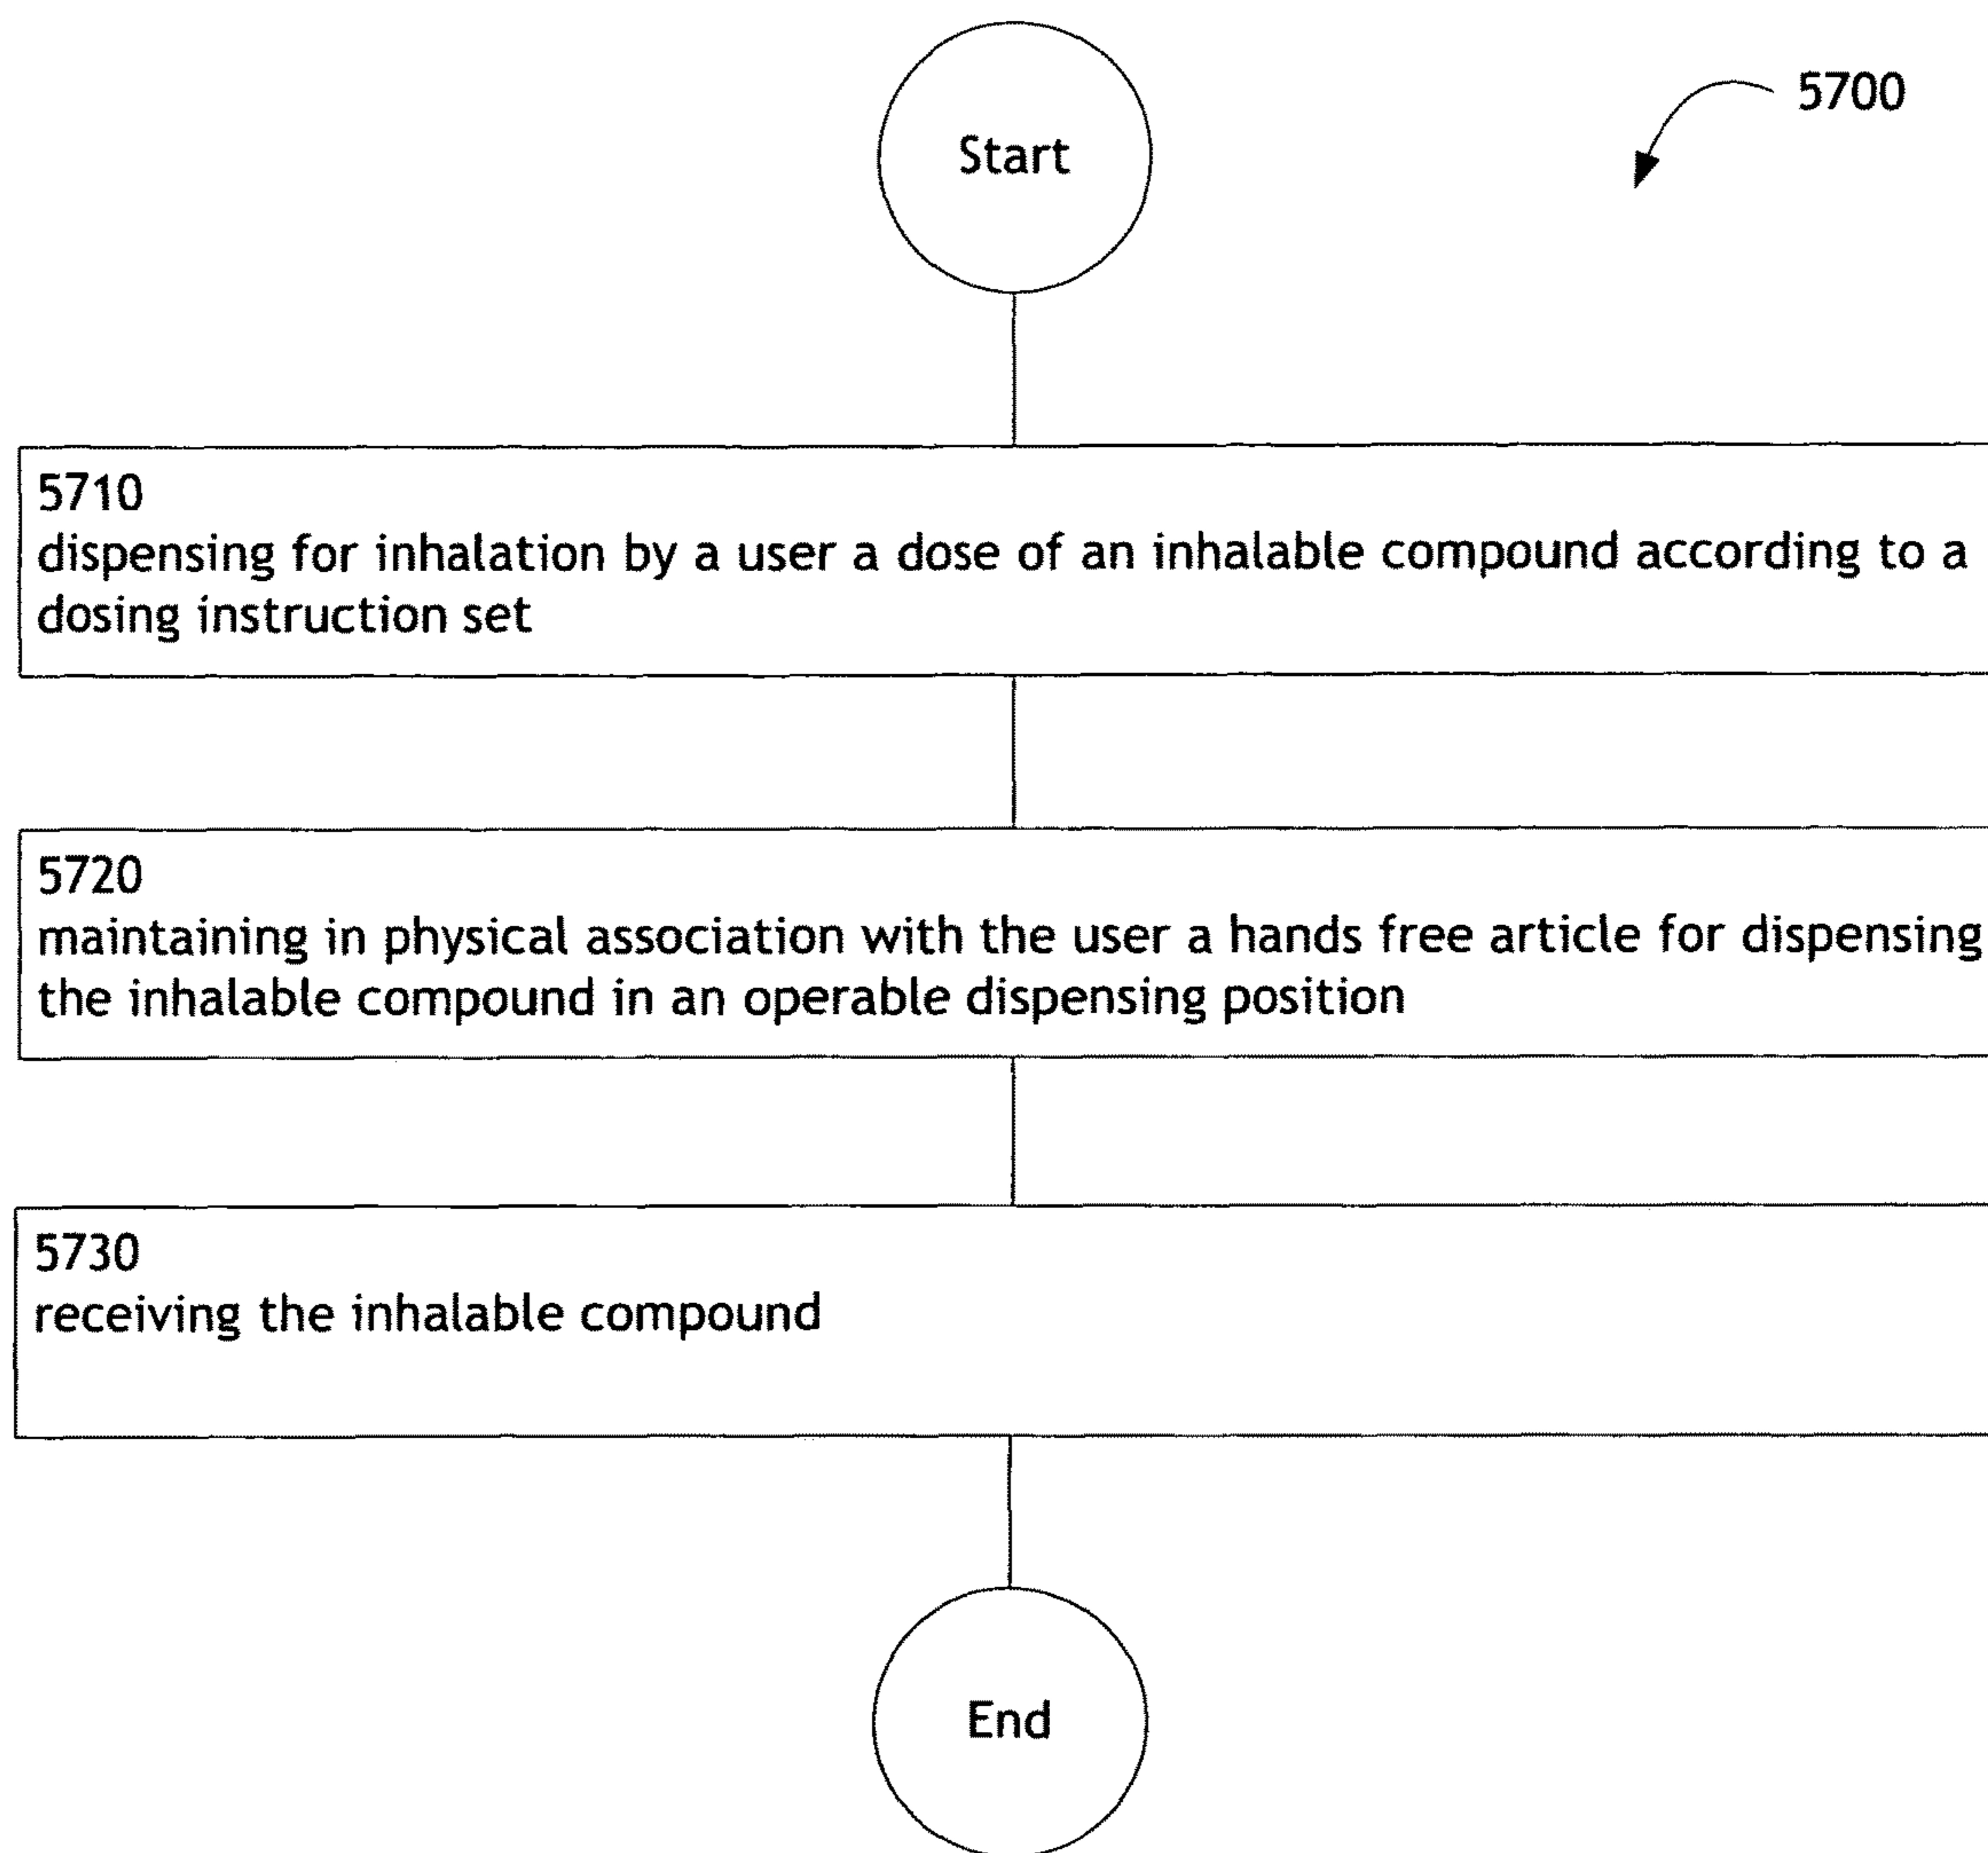 5700
Start
5710
dispensing for inhalation by a user a dose of an inhalable compound according to a
dosing instruction set
5720
maintaining in physical association with the user a hands free article for dispensing
the inhalable compound in an operable dispensing position
5730
receiving the inhalable compound
End